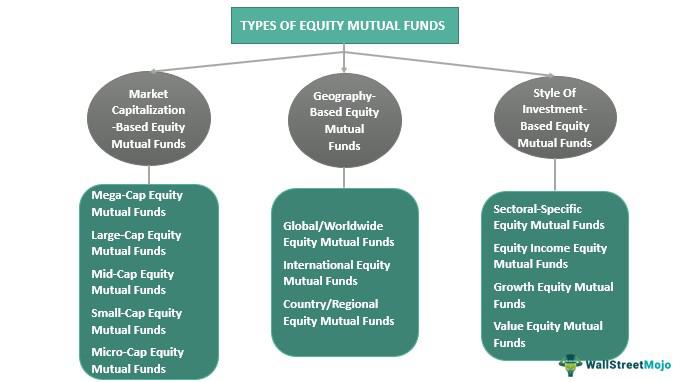 TYPES OF EQUITY MUTUAL FUNDS
Market
Capitalization
-Based Equity
Mutual Funds
Geography-
Based Equity
Mutual
Funds
Style Of
Investment-
Based Equity
Mutual Funds
Mega-Cap Equity
Mutual Funds
Large-Cap Equity
Mutual Funds
Mid-Cap Equity
Mutual Funds
Small-Cap Equity
Mutual Funds
Micro-Cap Equity
Mutual Funds
Global/Worldwide
Equity Mutual Funds
International Equity
Mutual Funds
Country/Regional
Equity Mutual Funds
Sectoral-Specific
Equity Mutual Funds
Equity Income Equity
Mutual Funds
Growth Equity Mutual
Funds
Value Equity Mutual
Funds
WallStreetMojo